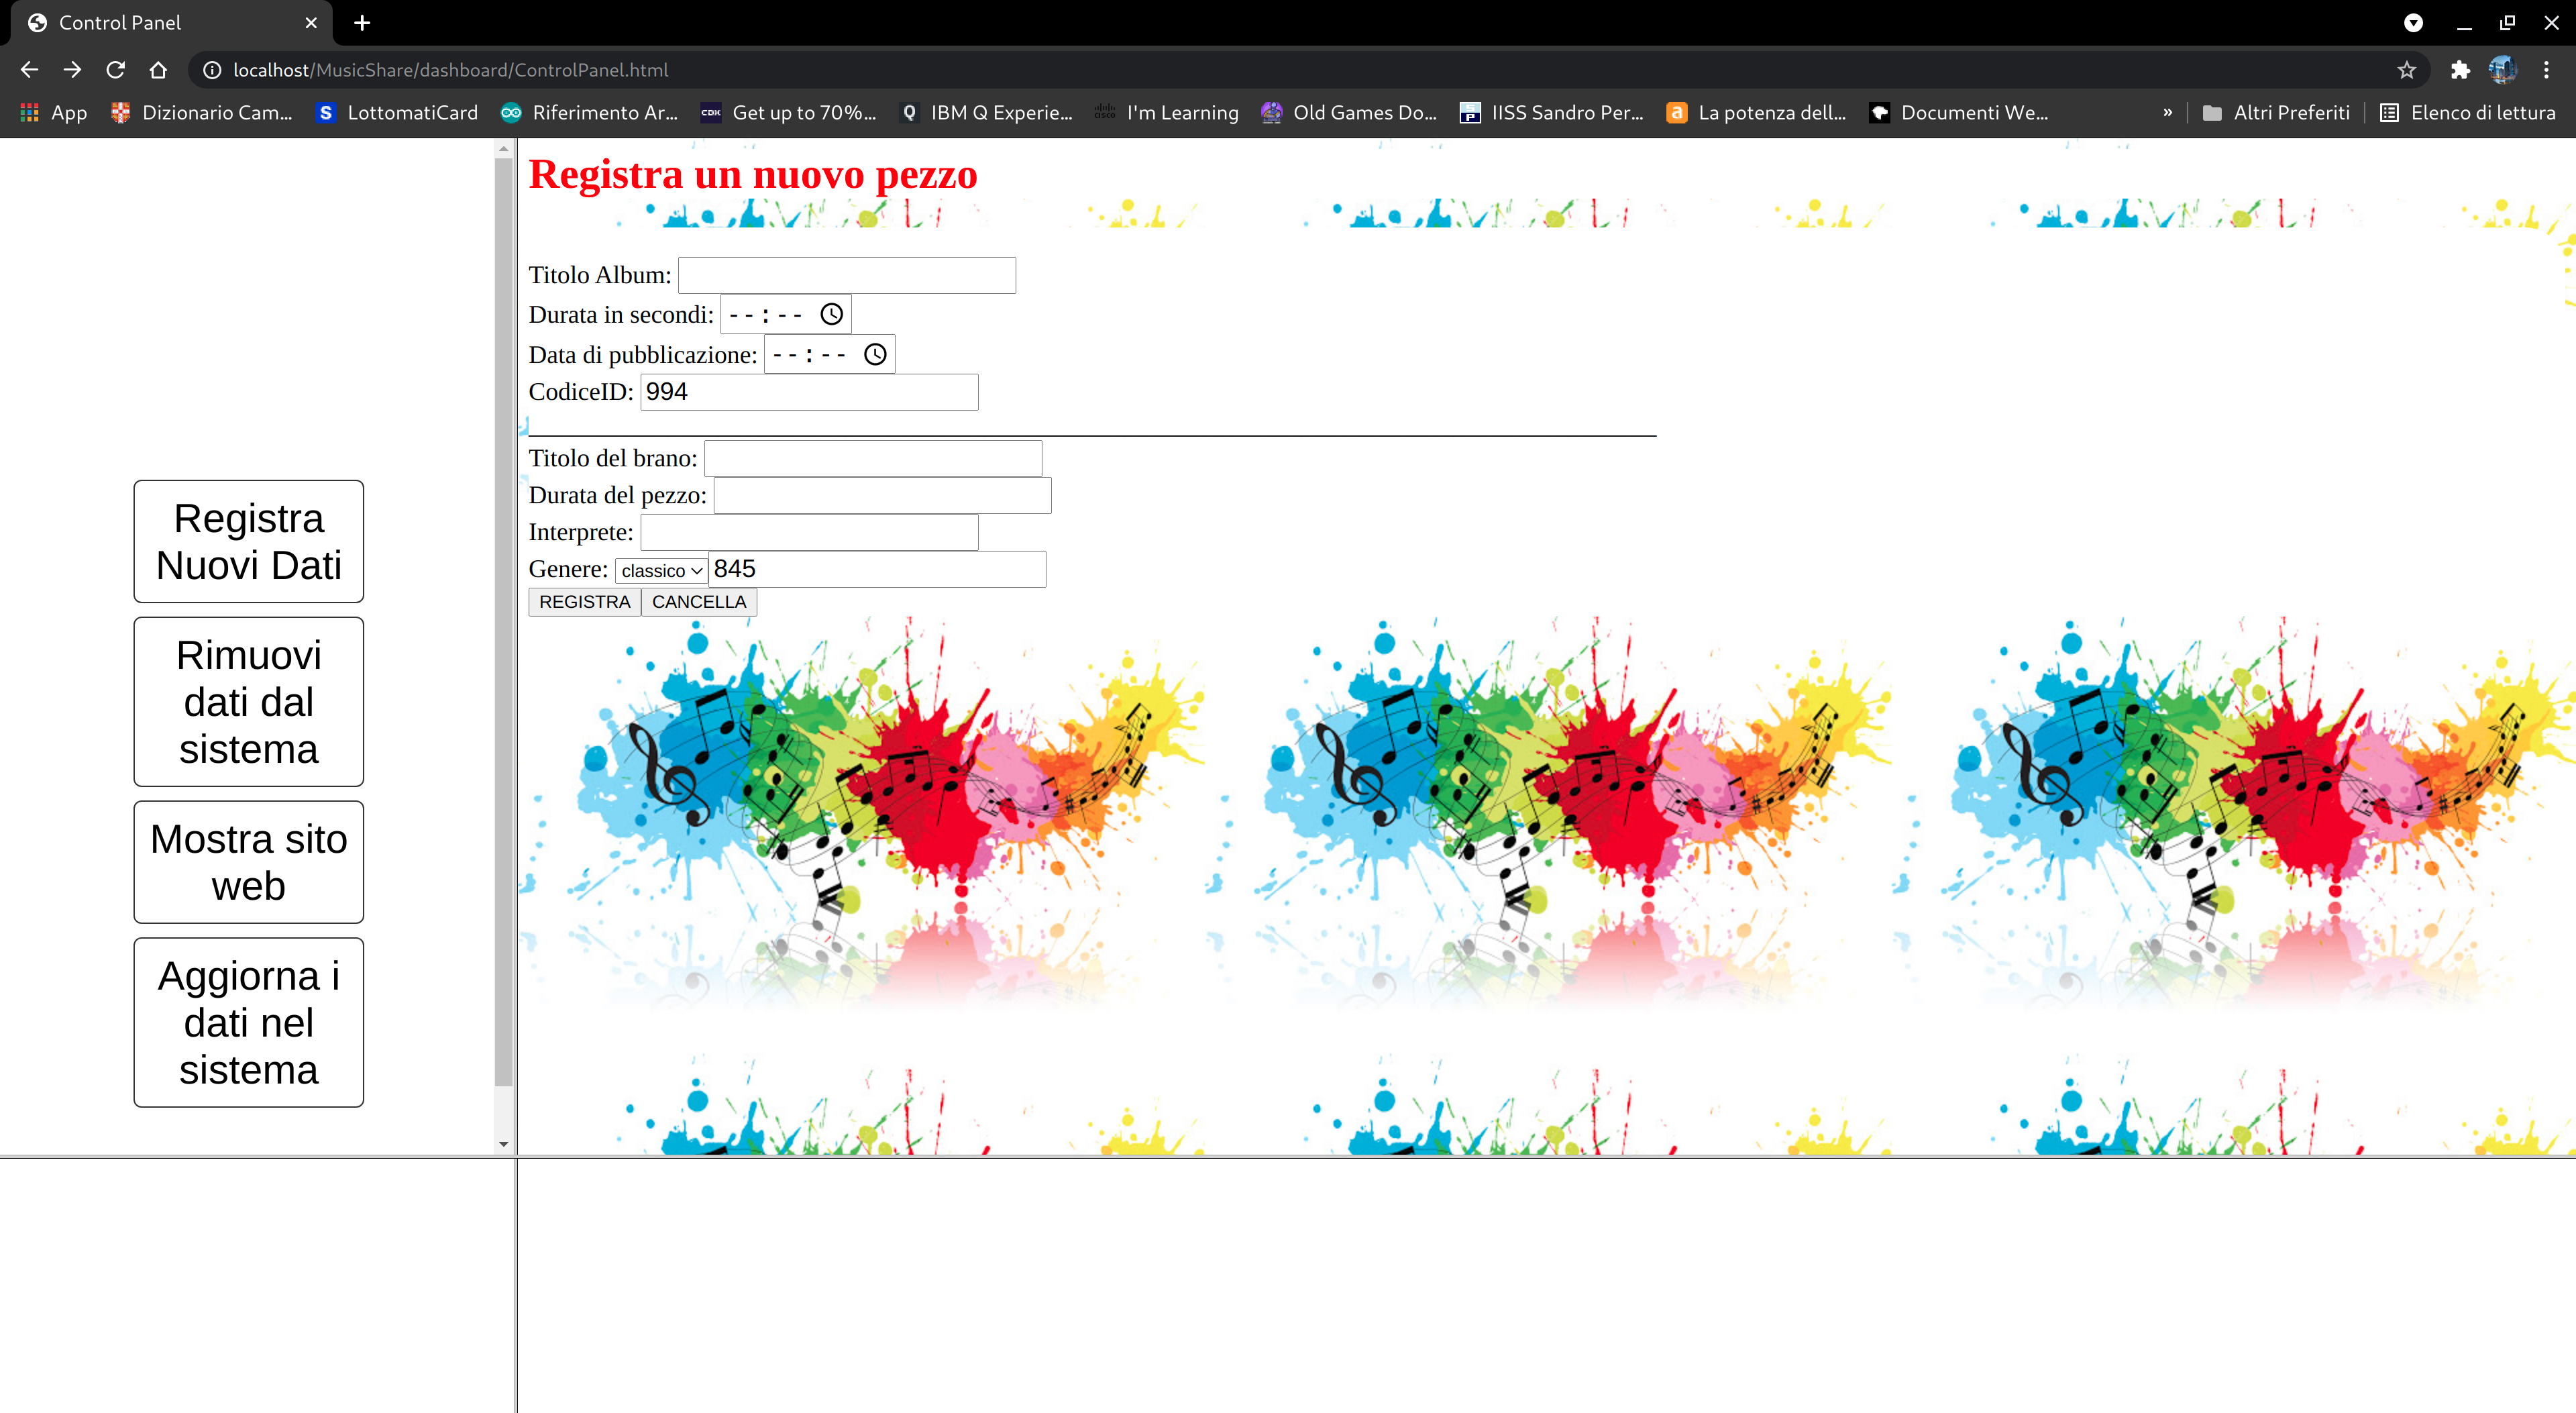 Control Panel
localhost/MusicShare/dashboard/ControlPanel.html
App
Dizionario Cam...
S LottomatiCard
Riferimento Ar...
CDK Get up to 70%...
Q IBM Q Experie...
cisco I'm Learning
Old Games Do...
SP IISS Sandro Per...
a La potenza dell...
Documenti We...
»
Altri Preferiti
Elenco di lettura
Registra
Nuovi Dati
Rimuovi
dati dal
sistema
Mostra sito
web
Aggiorna i
dati nel
sistema
Registra un nuovo pezzo
Titolo Album:
Durata in secondi: --:--
Data di pubblicazione: --:--
CodiceID: 994
Titolo del brano:
Durata del pezzo:
Interprete:
Genere: classico 845
REGISTRA CANCELLA